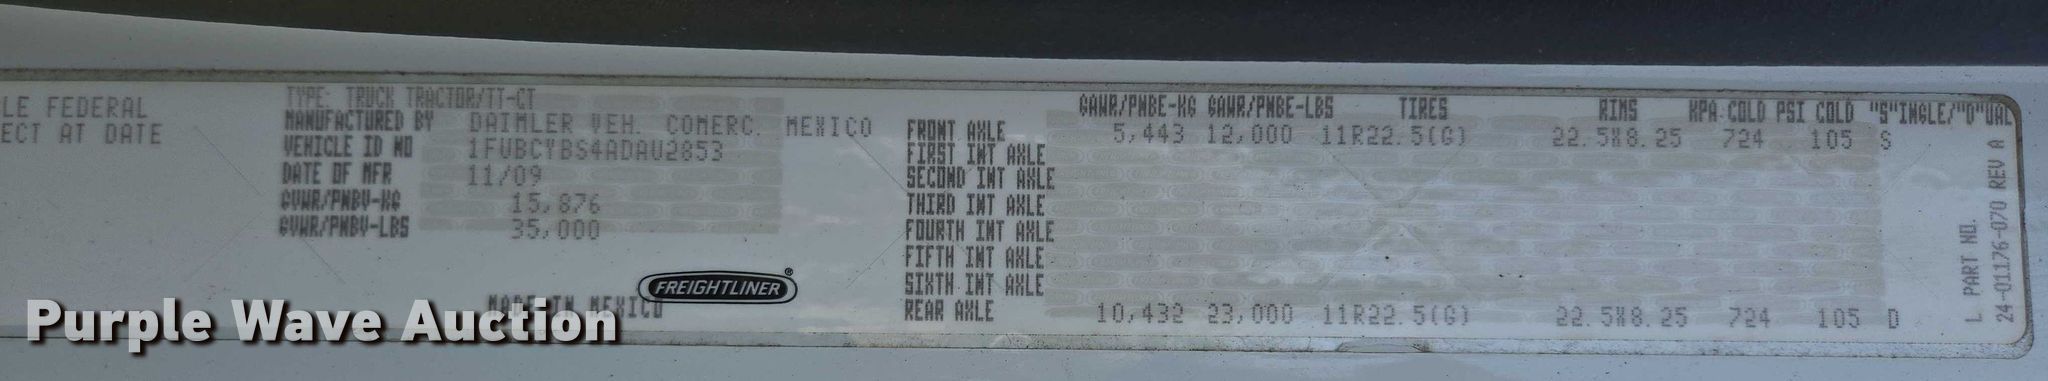 LE FEDERAL
ECT AT DATE
TYPE: TRUCK TRACTOR/TT-CT
MANUFACTURED BY DAIMLER VEH. COMERC. MEXICO
VEHICLE ID NO 1FUBCYBS4ADAU2853
DATE OF MFR 11/09
GVWR/PNBV-KG 15,876
GVWR/PNBV-LBS 35,000
MADE IN MEXICO
FREIGHTLINER®
GAWR/PNBE-KG GAWR/PNBE-LBS TIRES RIMS KPA COLD PSI COLD "S"INGLE/"D"UAL
FRONT AXLE 5,443 12,000 11R22.5(G) 22.5X8.25 724 105 S
FIRST INT AXLE
SECOND INT AXLE
THIRD INT AXLE
FOURTH INT AXLE
FIFTH INT AXLE
SIXTH INT AXLE
REAR AXLE 10,432 23,000 11R22.5(G) 22.5X8.25 724 105 D
L PART NO.
24-01176-070 REV A
Purple Wave Auction